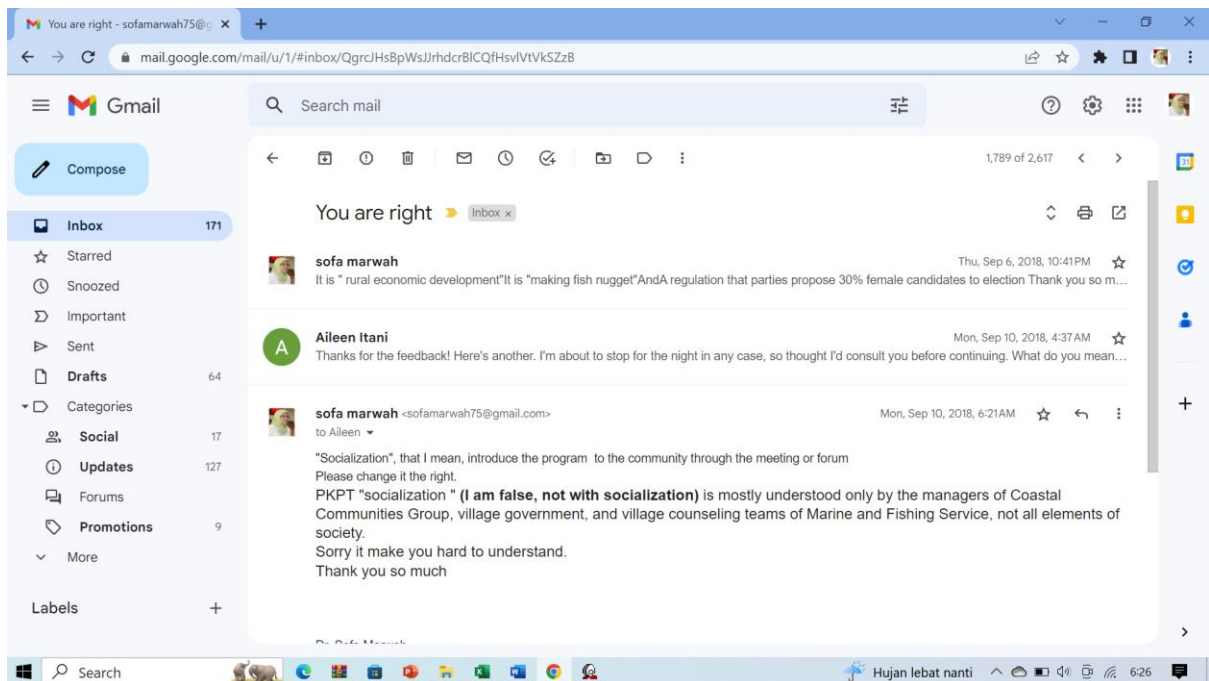 You are right - sofamarwah75@g
mail.google.com/mail/u/1/#inbox/QgrcJHsBpWsJJrhdcrBlCQfHsvlVtVkSZzB
Gmail
Search mail
Compose
1,789 of 2,617
31
You are right
Inbox ×
Inbox 171
Starred
Snoozed
Important
Sent
Drafts 64
Categories
Social 17
Updates 127
Forums
Promotions 9
More
Labels
sofa marwah
Thu, Sep 6, 2018, 10:41 PM
It is " rural economic development"It is "making fish nugget"AndA regulation that parties propose 30% female candidates to election Thank you so m...
A
Aileen Itani
Mon, Sep 10, 2018, 4:37 AM
Thanks for the feedback! Here's another. I'm about to stop for the night in any case, so thought I'd consult you before continuing. What do you mean...
sofa marwah <sofamarwah75@gmail.com>
Mon, Sep 10, 2018, 6:21 AM
to Aileen
"Socialization", that I mean, introduce the program to the community through the meeting or forum
Please change it the right.
PKPT "socialization " (I am false, not with socialization) is mostly understood only by the managers of Coastal
Communities Group, village government, and village counseling teams of Marine and Fishing Service, not all elements of
society.
Sorry it make you hard to understand.
Thank you so much
Search
Hujan lebat nanti
6:26